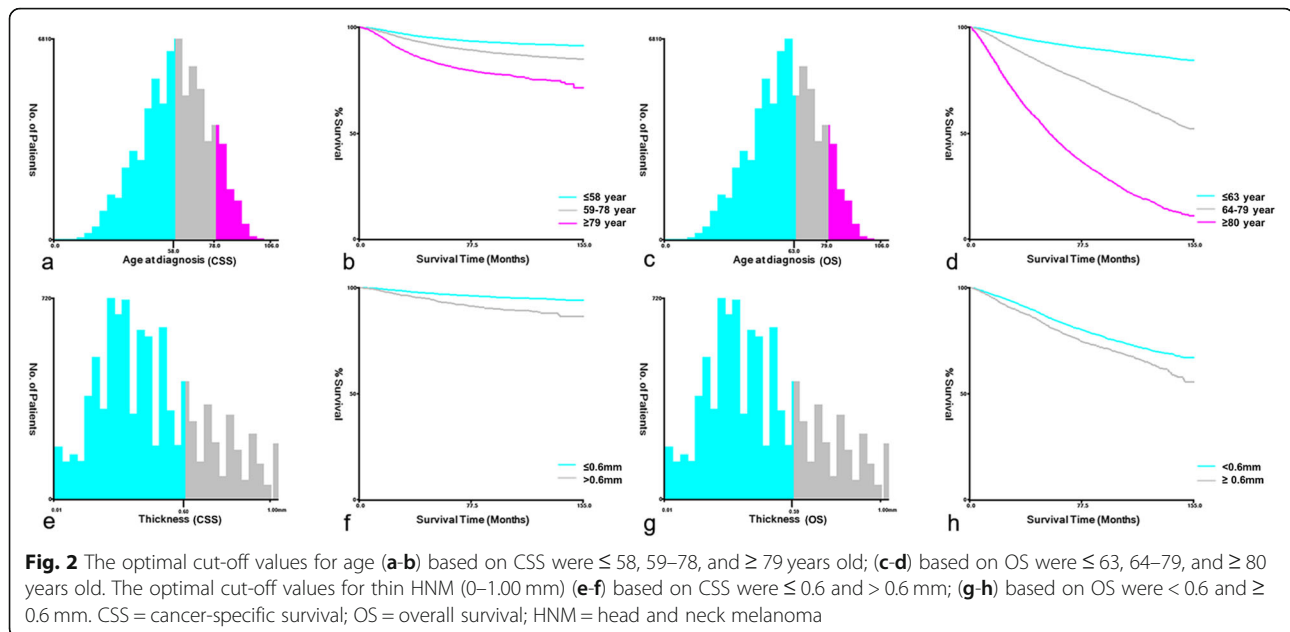 6810
No. of Patients
0.0
58.0
78.0
106.0
Age at diagnosis (CSS)
a
100
% Survival
50
0
0.0
77.5
155.0
Survival Time (Months)
≤58 year
59-78 year
≥79 year
b
6810
No. of Patients
0
0.0
63.0
79.0
106.0
Age at diagnosis (OS)
c
100
% Survival
50
0
0.0
77.5
155.0
Survival Time (Months)
≤63 year
64-79 year
≥80 year
d
720
No. of Patients
0
0.01
0.60
1.00mm
Thickness (CSS)
e
100
% Survival
50
0
0.0
77.5
155.0
Survival Time (Months)
≤0.6mm
>0.6mm
f
720
No. of Patients
0
0.01
0.59
1.00mm
Thickness (OS)
g
100
% Survival
50
0
0.0
77.5
155.0
Survival Time (Months)
<0.6mm
≥ 0.6mm
h
Fig. 2 The optimal cut-off values for age (a-b) based on CSS were ≤ 58, 59–78, and ≥ 79 years old; (c-d) based on OS were ≤ 63, 64–79, and ≥ 80
years old. The optimal cut-off values for thin HNM (0–1.00 mm) (e-f) based on CSS were ≤ 0.6 and > 0.6 mm; (g-h) based on OS were < 0.6 and ≥
0.6 mm. CSS = cancer-specific survival; OS = overall survival; HNM = head and neck melanoma